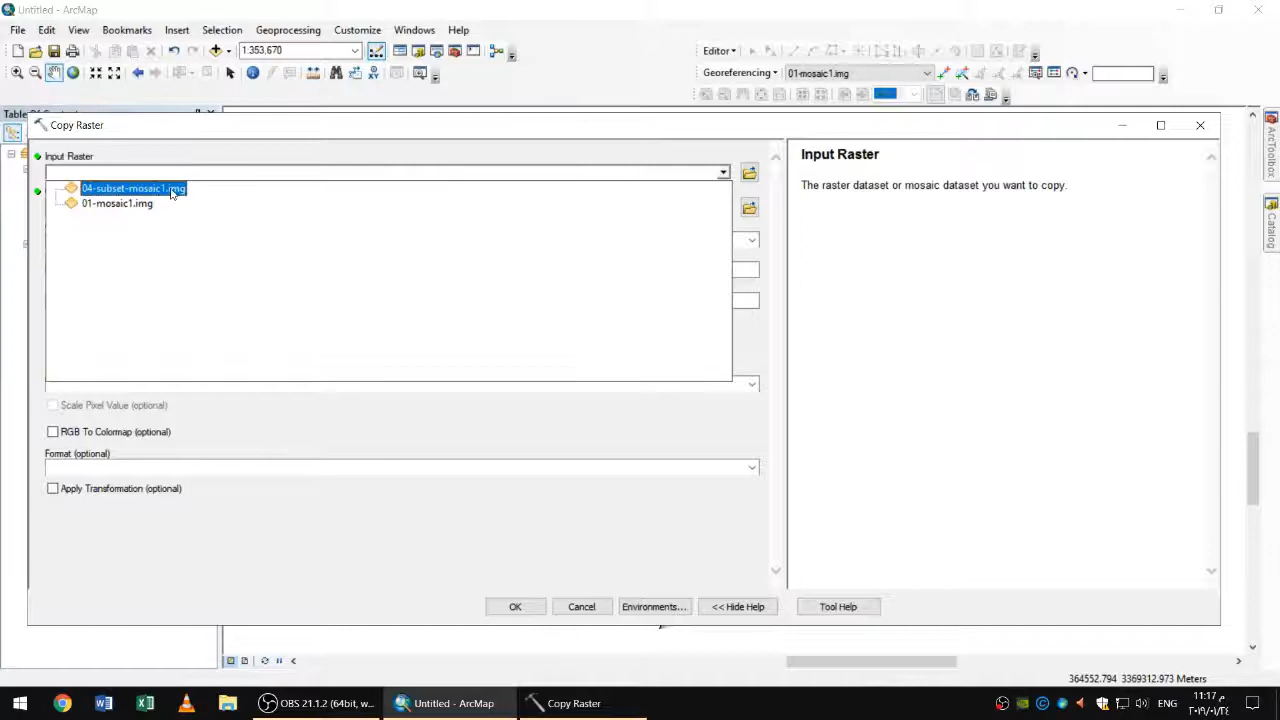 Untitled - ArcMap
File Edit View Bookmarks Insert Selection Geoprocessing Customize Windows Help
1:353,670
Editor
Georeferencing 01-mosaic1.img
Copy Raster
Input Raster
04-subset-mosaic1.img
01-mosaic1.img
Scale Pixel Value (optional)
RGB To Colormap (optional)
Format (optional)
Apply Transformation (optional)
OK Cancel Environments... << Hide Help Tool Help
Input Raster
The raster dataset or mosaic dataset you want to copy.
ArcToolbox
Catalog
364552.794 3369312.973 Meters
OBS 21.1.2 (64bit, w... Untitled - ArcMap Copy Raster
ENG
١١:١٧ م